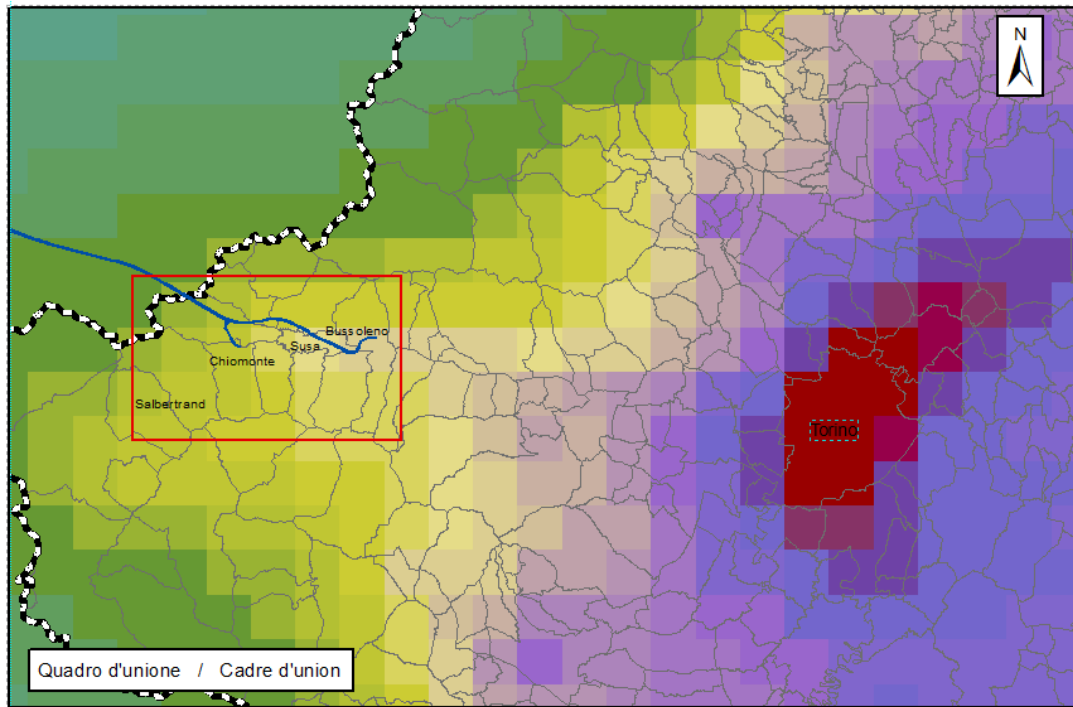 N
Bussoleno
Susa
Chiomonte
Salbertrand
Torino
Quadro d'unione / Cadre d'union